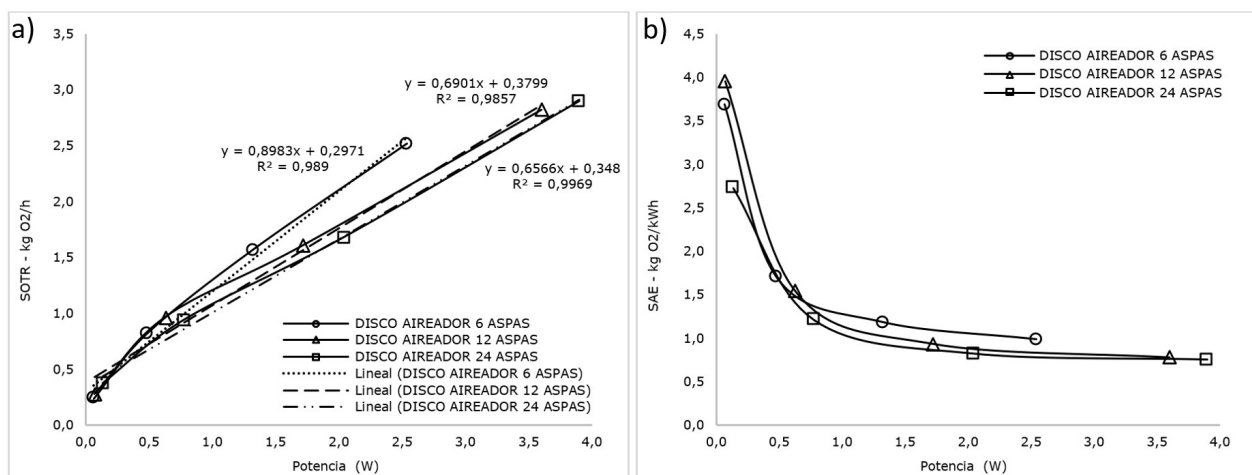 a)
SOTR - kg O2/h
3,5
3,0
2,5
2,0
1,5
1,0
0,5
0,0
y = 0,6901x + 0,3799
R² = 0,9857
y = 0,8983x + 0,2971
R² = 0,989
y = 0,6566x + 0,348
R² = 0,9969
DISCO AIREADOR 6 ASPAS
DISCO AIREADOR 12 ASPAS
DISCO AIREADOR 24 ASPAS
Lineal (DISCO AIREADOR 6 ASPAS)
Lineal (DISCO AIREADOR 12 ASPAS)
Lineal (DISCO AIREADOR 24 ASPAS)
0,0 0,5 1,0 1,5 2,0 2,5 3,0 3,5 4,0
Potencia (W)
b)
SAE - kg O2/kWh
4,5
4,0
3,5
3,0
2,5
2,0
1,5
1,0
0,5
0,0
DISCO AIREADOR 6 ASPAS
DISCO AIREADOR 12 ASPAS
DISCO AIREADOR 24 ASPAS
0,0 0,5 1,0 1,5 2,0 2,5 3,0 3,5 4,0
Potencia (W)